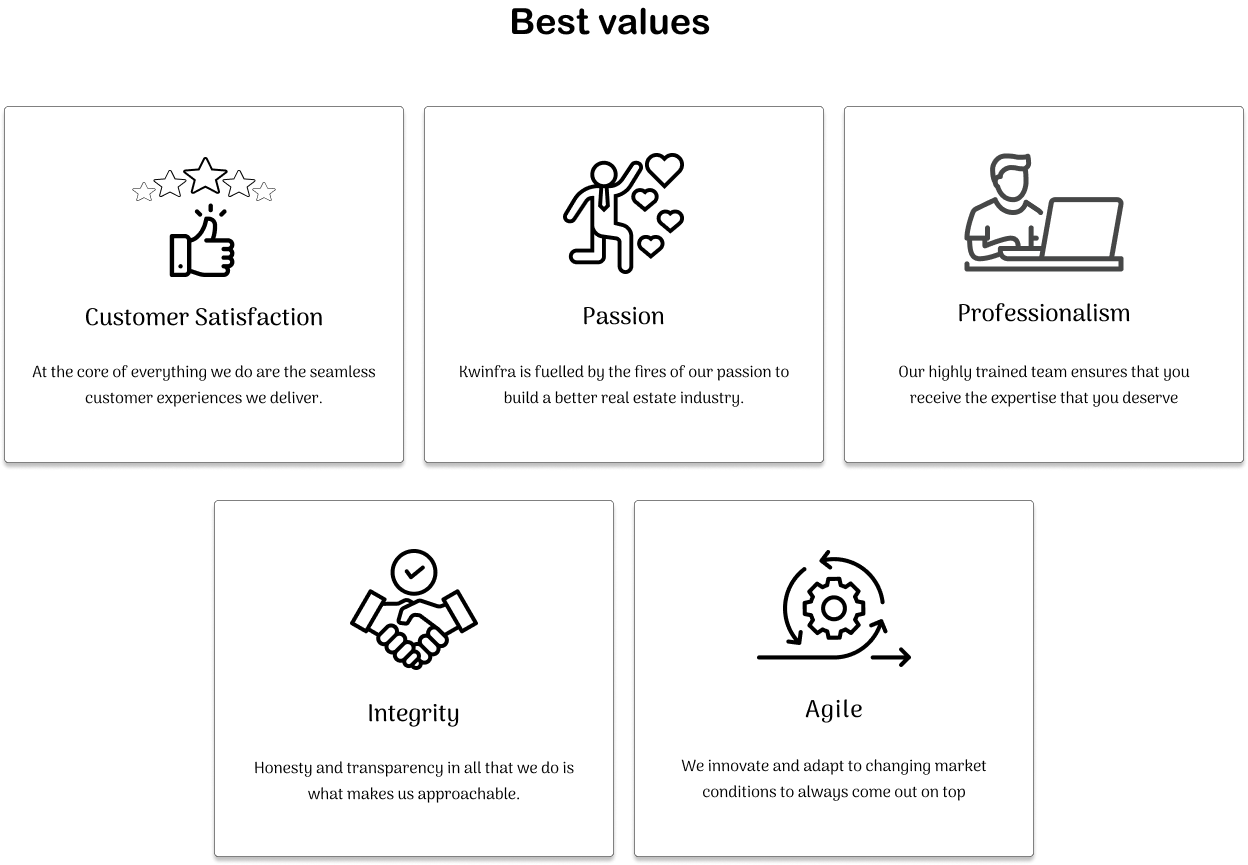 Best values
Customer Satisfaction
At the core of everything we do are the seamless
customer experiences we deliver.
Passion
Kwinfra is fuelled by the fires of our passion to
build a better real estate industry.
Professionalism
Our highly trained team ensures that you
receive the expertise that you deserve
Integrity
Honesty and transparency in all that we do is
what makes us approachable.
Agile
We innovate and adapt to changing market
conditions to always come out on top